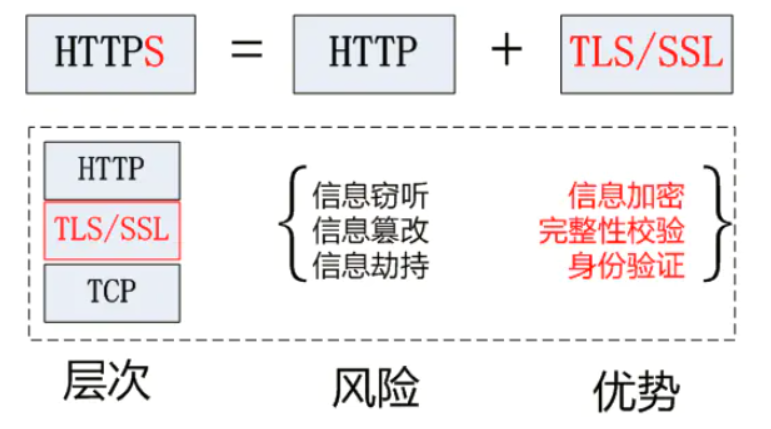 HTTPS = HTTP + TLS/SSL
HTTP
TLS/SSL
TCP
信息窃听
信息篡改
信息劫持
信息加密
完整性校验
身份验证
层次
风险
优势